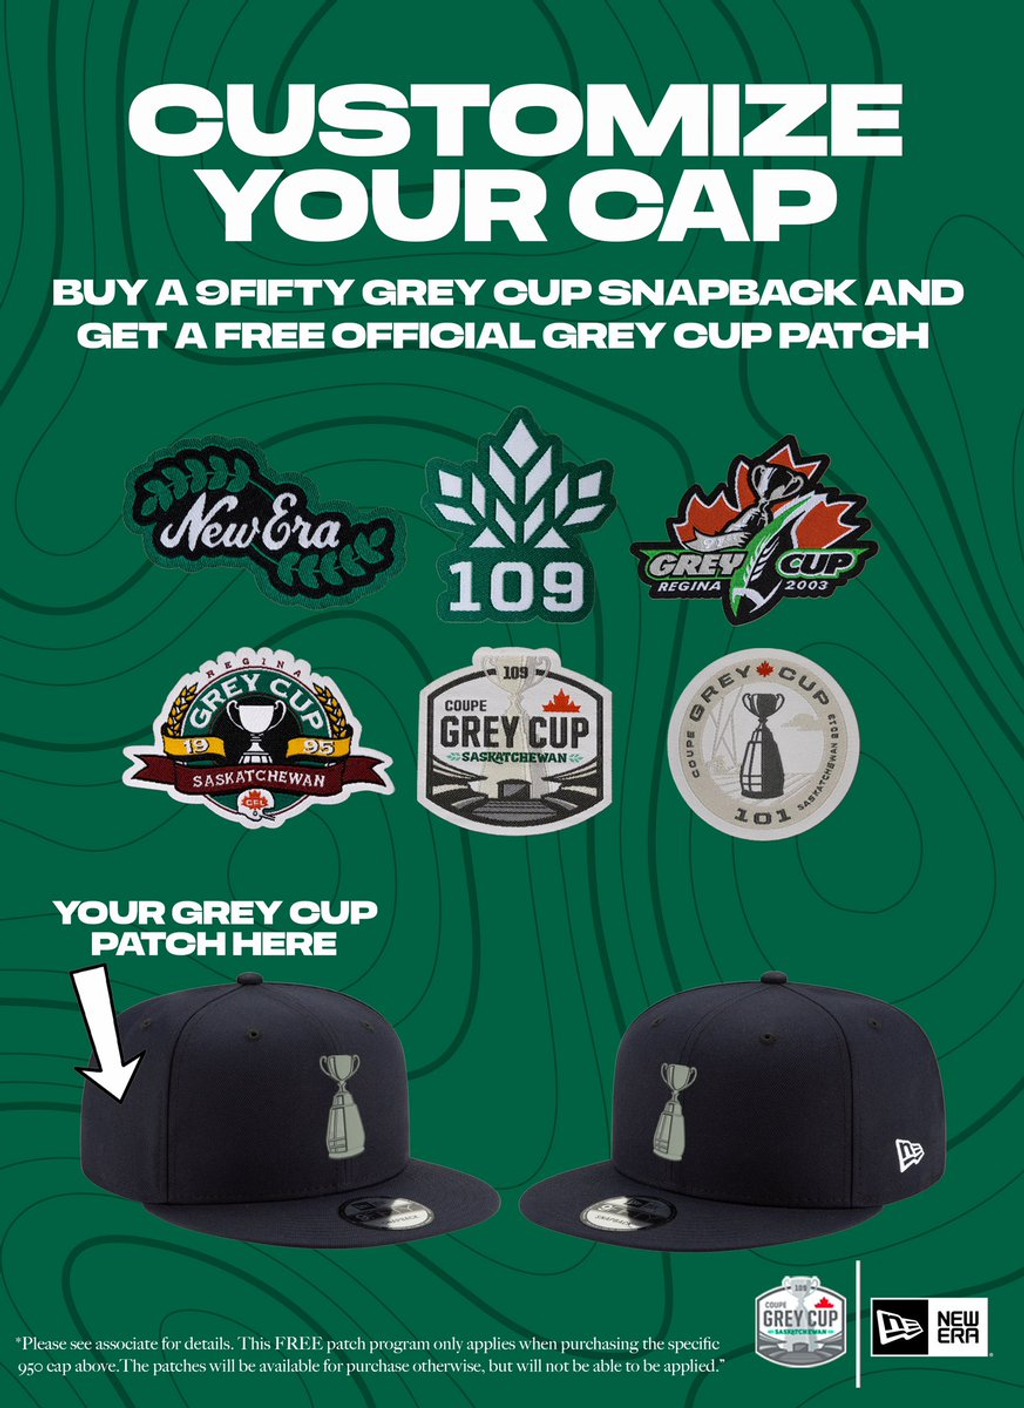 CUSTOMIZE
YOUR CAP
BUY A 9FIFTY GREY CUP SNAPBACK AND
GET A FREE OFFICIAL GREY CUP PATCH
New Era
109
GREY CUP
REGINA 2003
REGINA
GREY CUP
19 95
SASKATCHEWAN
CFL
109
COUPE
GREY CUP
SASKATCHEWAN
COUPE GREY CUP SASKATCHEWAN 2013
101
YOUR GREY CUP
PATCH HERE
109
COUPE
GREY CUP
SASKATCHEWAN
NEW
ERA
*Please see associate for details. This FREE patch program only applies when purchasing the specific
950 cap above.The patches will be available for purchase otherwise, but will not be able to be applied.”